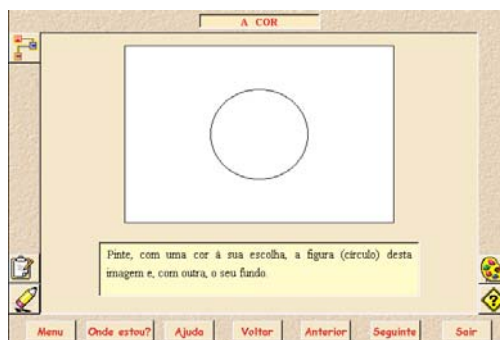 A COR
Pinte, com uma cor à sua escolha, a figura (círculo) desta
imagem e, com outra, o seu fundo.
Menu Onde estou? Ajuda Voltar Anterior Seguinte Sair